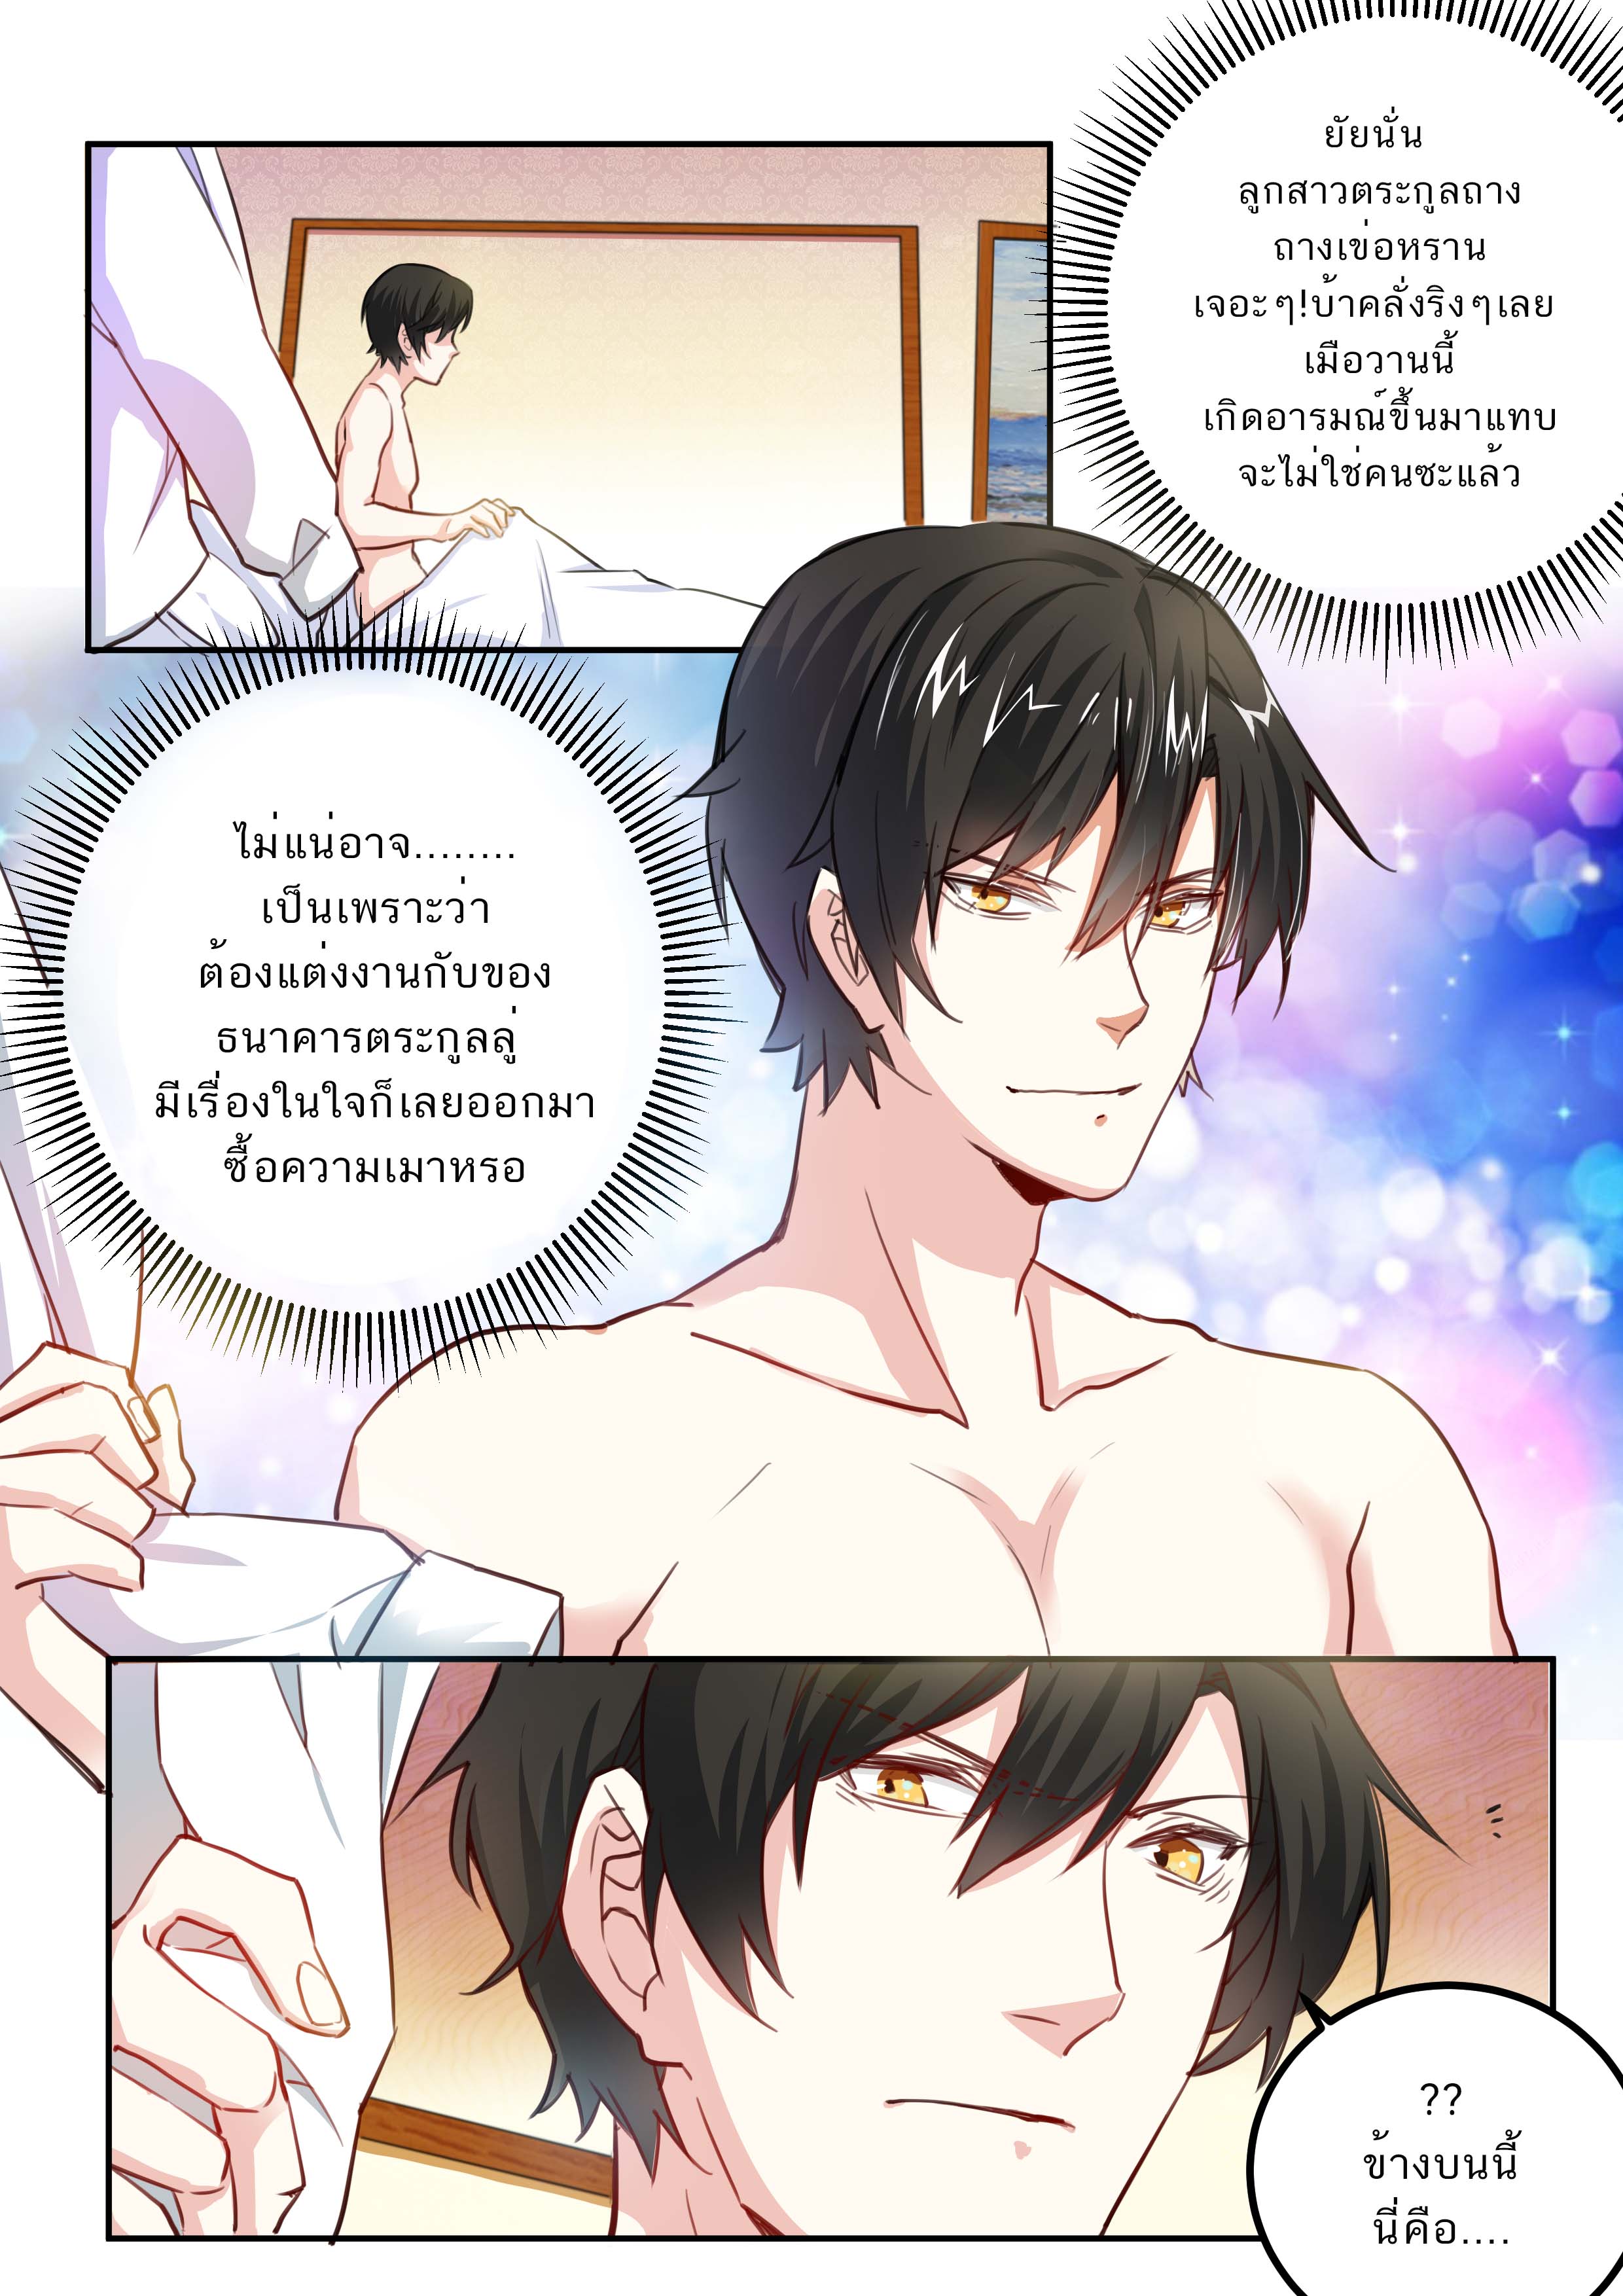 ยัยนั่น
ลูกสาวตระกูลถาง
ถางเข่อหราน
เจอะๆ!บ้าคลั่งริงๆเลย
เมือวานนี้
เกิดอารมณ์ขึ้นมาแทบ
จะไม่ใช่คนซะแล้ว
ไม่แน่อาจ........
เป็นเพราะว่า
ต้องแต่งงานกับของ
ธนาคารตระกูลลู่
มีเรื่องในใจก็เลยออกมา
ซื้อความเมาหรอ
??
ข้างบนนี้
นี่คือ....